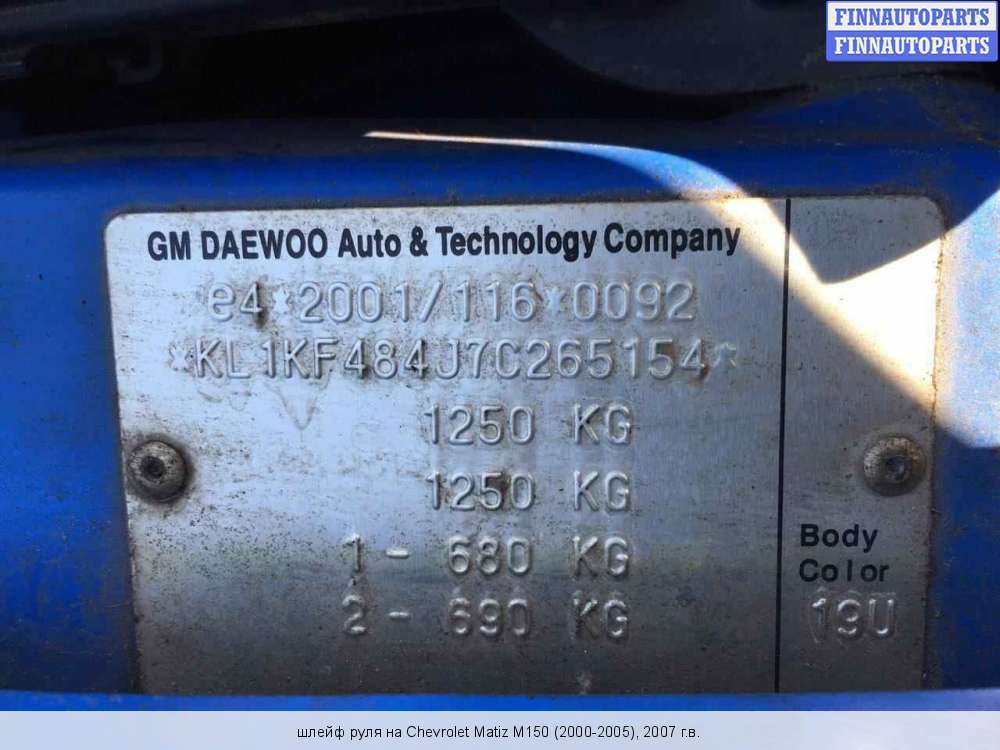 FINNAUTOPARTS
FINNAUTOPARTS
GM DAEWOO Auto & Technology Company
e4*2001/116*0092
*KL1KF484J7C265154*
1250 KG
1250 KG
1 - 680 KG
2 - 690 KG
Body
Color
19U
шлейф руля на Chevrolet Matiz M150 (2000-2005), 2007 г.в.